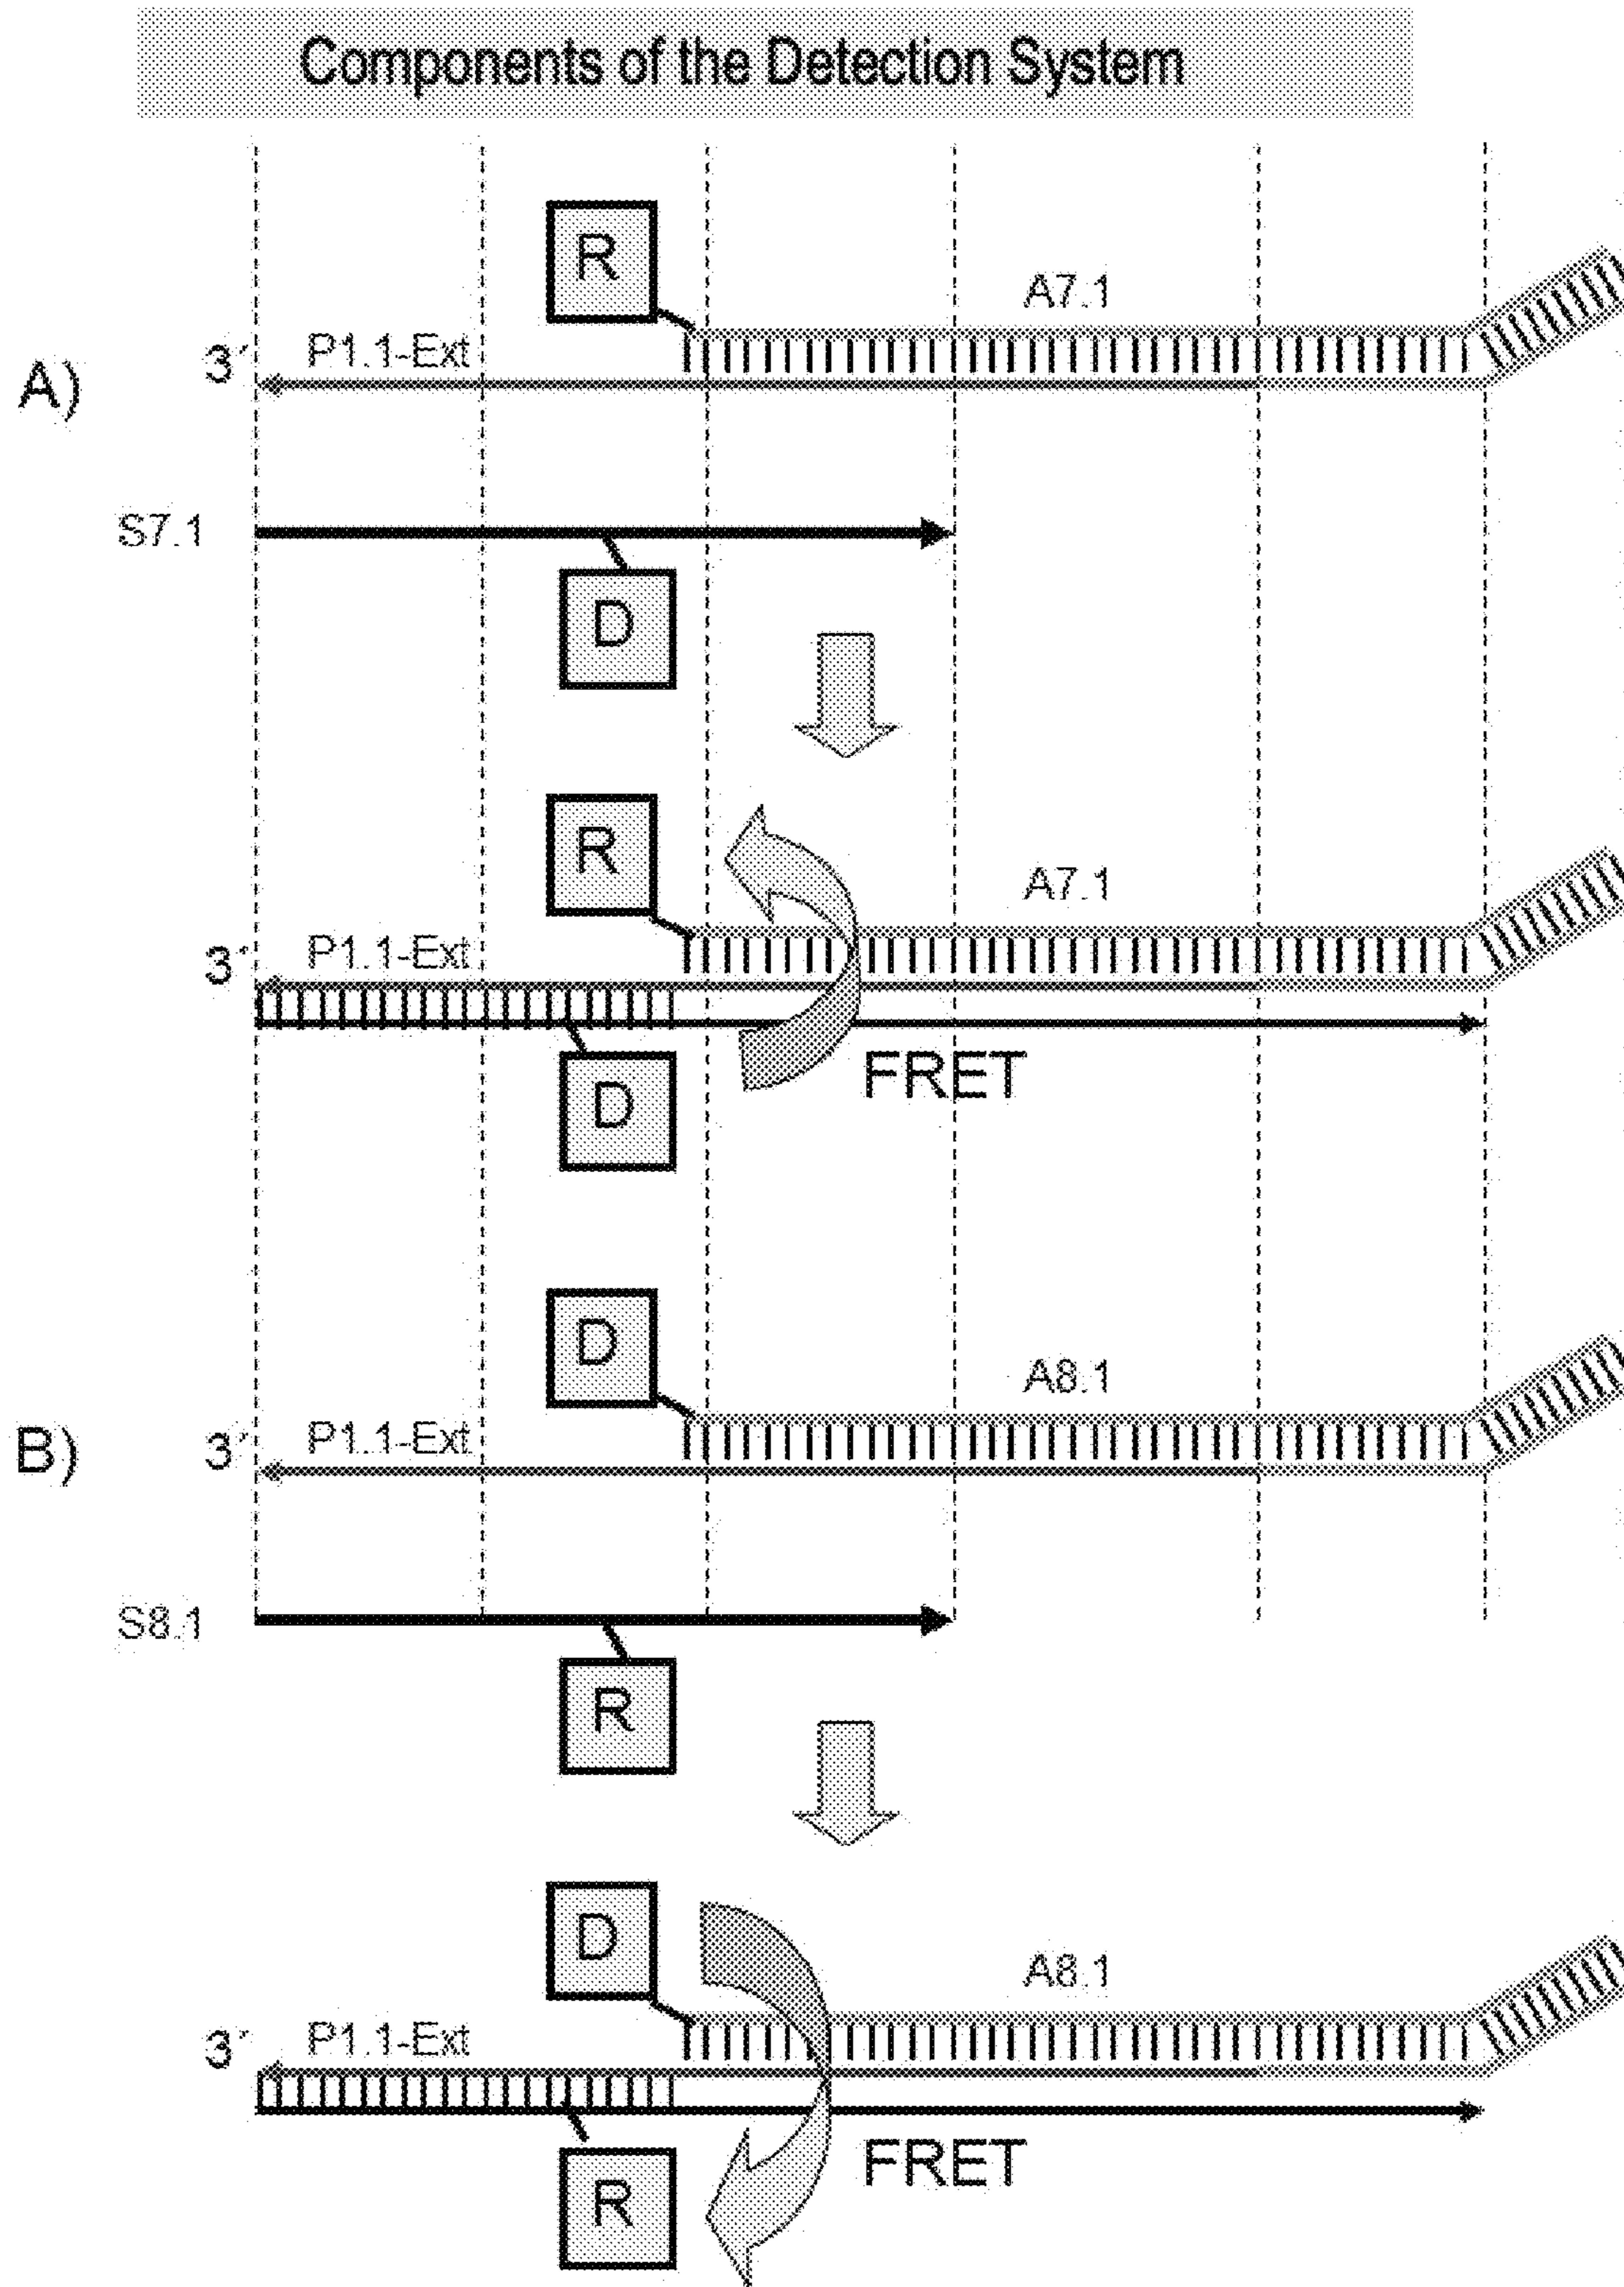 Components of the Detection System
R
A7.1
P1.1-Ext
3´
A)
S7.1
D
R
A7.1
P1.1-Ext
3´
FRET
D
D
A8.1
P1.1-Ext
3´
B)
S8.1
R
D
A8.1
P1.1-Ext
3´
FRET
R